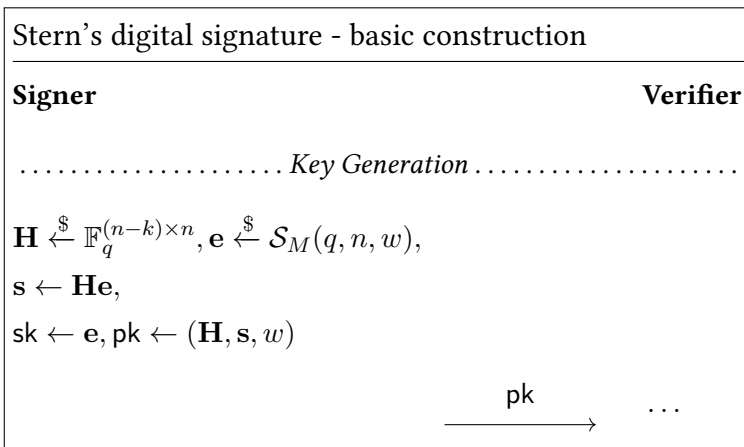 Stern's digital signature - basic construction
Signer Verifier
. . . . . . . . . . . . . . . . . . . . . Key Generation . . . . . . . . . . . . . . . . . . . . .
𝐇 ←$ 𝔽_q^{(n−k)×n}, 𝐞 ←$ 𝒮_M(q, n, w),
𝐬 ← 𝐇𝐞,
sk ← 𝐞, pk ← (𝐇, 𝐬, w)
pk
. . .